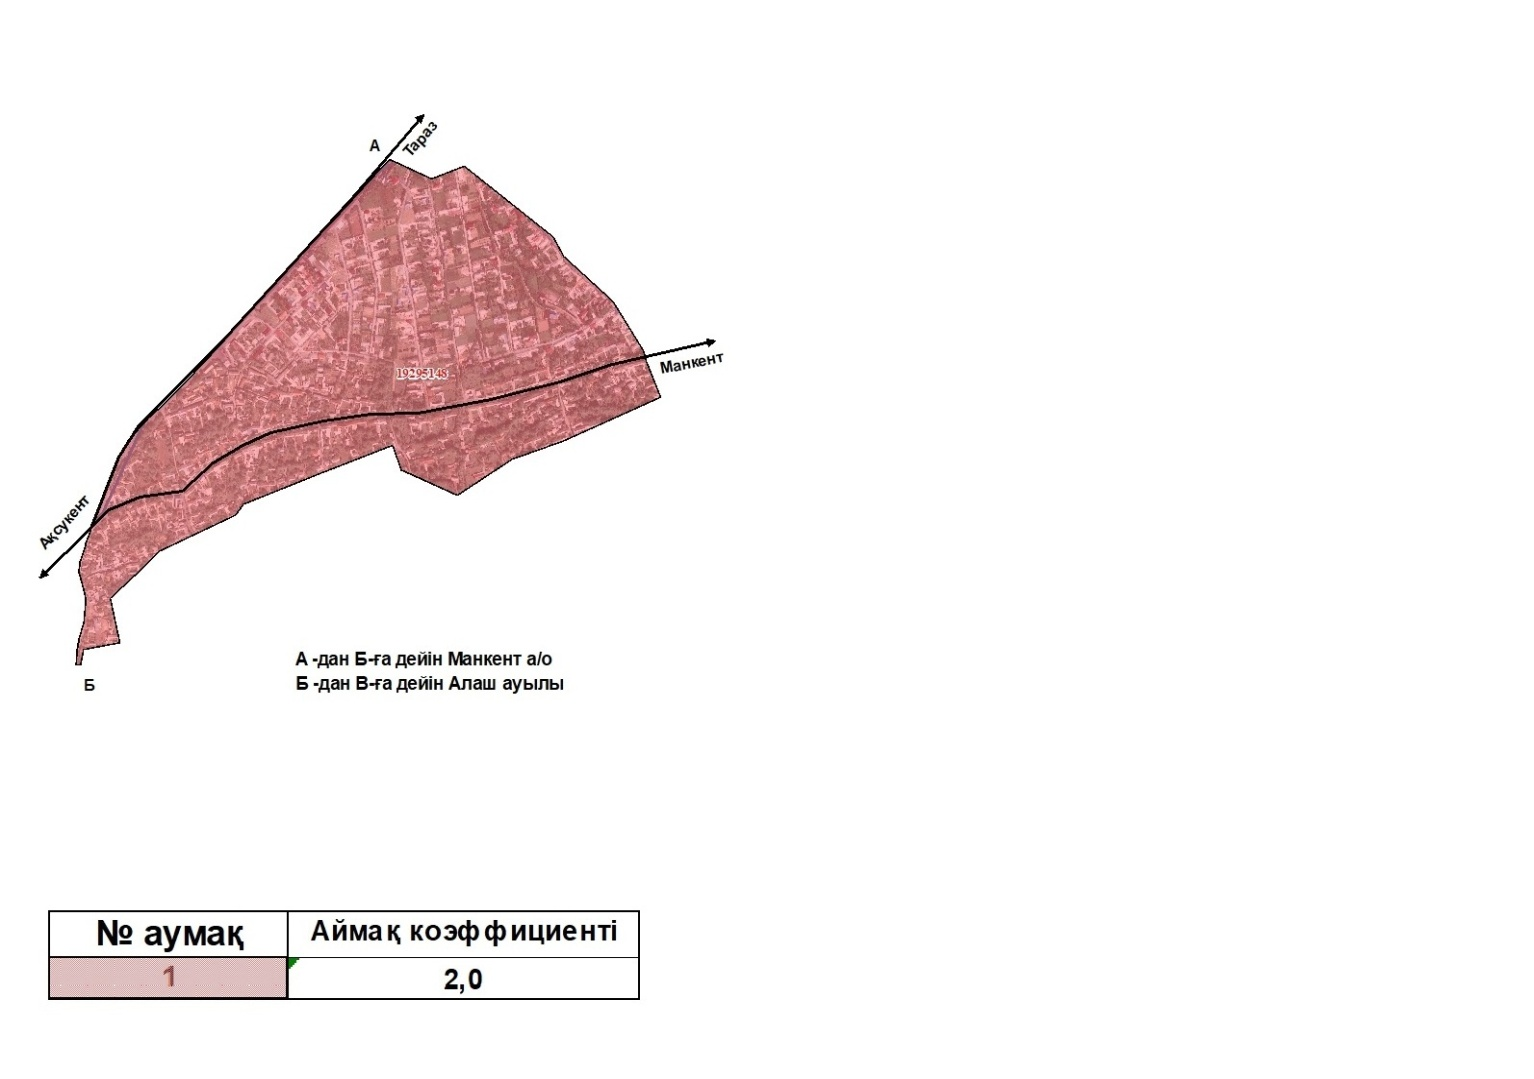 А
Тараз
19295148
Манкент
Ақсукент
А -дан Б-ға дейін Манкент а/о
Б -дан В-ға дейін Алаш ауылы
Б
№ аумақ Аймақ коэффициенті
1 2,0